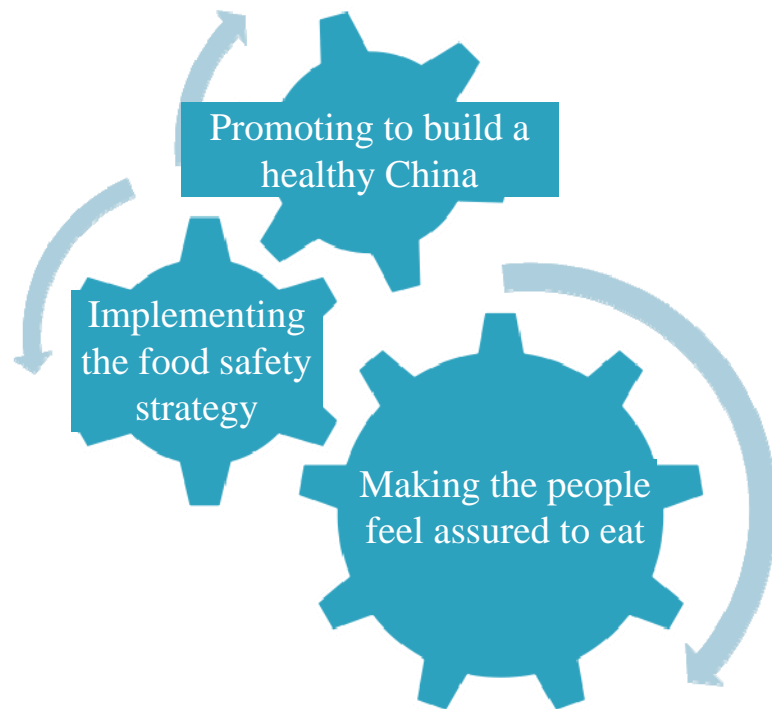 Promoting to build a
healthy China
Implementing
the food safety
strategy
Making the people
feel assured to eat